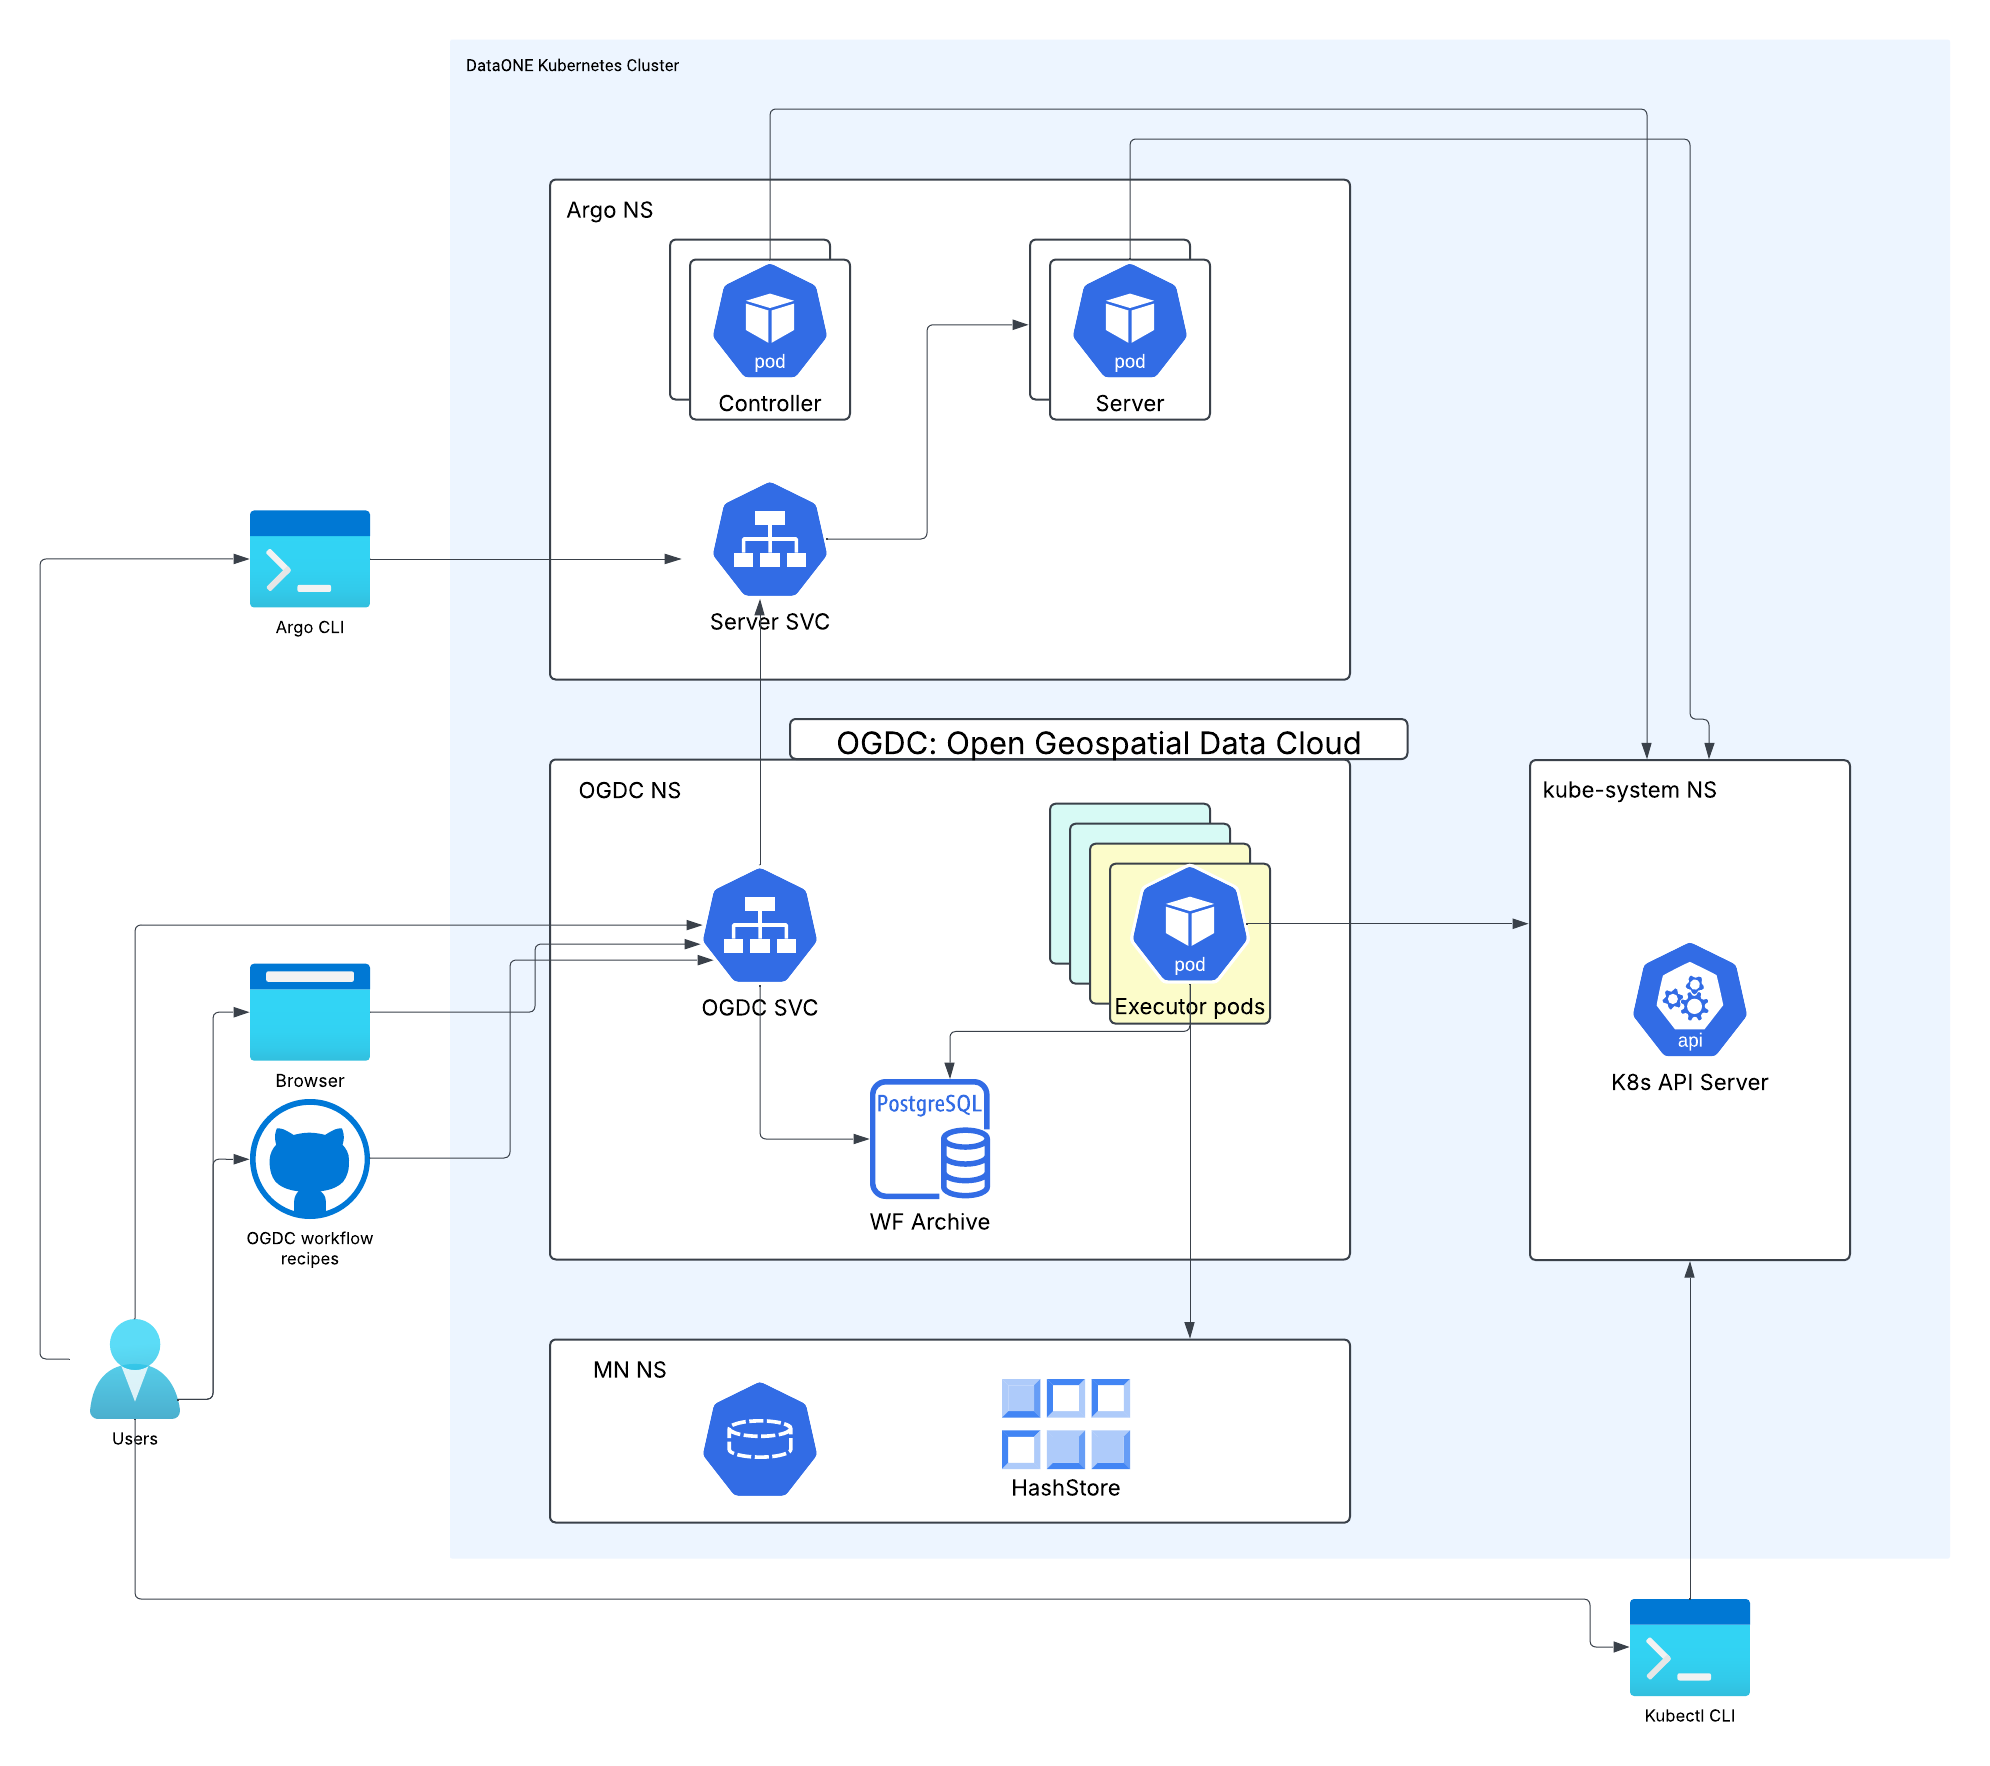 DataONE Kubernetes Cluster
Argo NS
pod
Controller
pod
Server
Argo CLI
Server SVC
OGDC: Open Geospatial Data Cloud
OGDC NS
kube-system NS
pod
Executor pods
OGDC SVC
api
K8s API Server
Browser
PostgreSQL
WF Archive
OGDC workflow
recipes
MN NS
HashStore
Users
Kubectl CLI